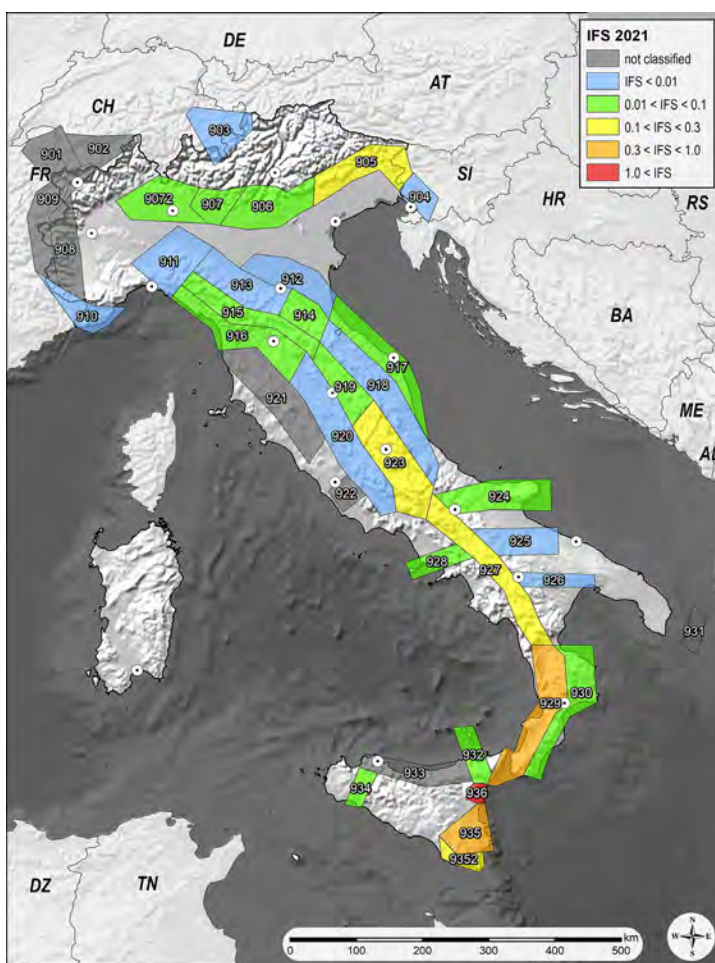 DE
AT
CH
FR
SI
HR
RS
BA
ME
AL
DZ
TN
IFS 2021
not classified
IFS < 0.01
0.01 < IFS < 0.1
0.1 < IFS < 0.3
0.3 < IFS < 1.0
1.0 < IFS
901
902
903
905
904
909
9072
907
906
908
911
913
912
910
915
914
916
917
918
919
921
920
923
922
924
925
928
927
926
931
929
930
932
933
934
936
935
9352
km
0
100
200
300
400
500
N
W
E
S